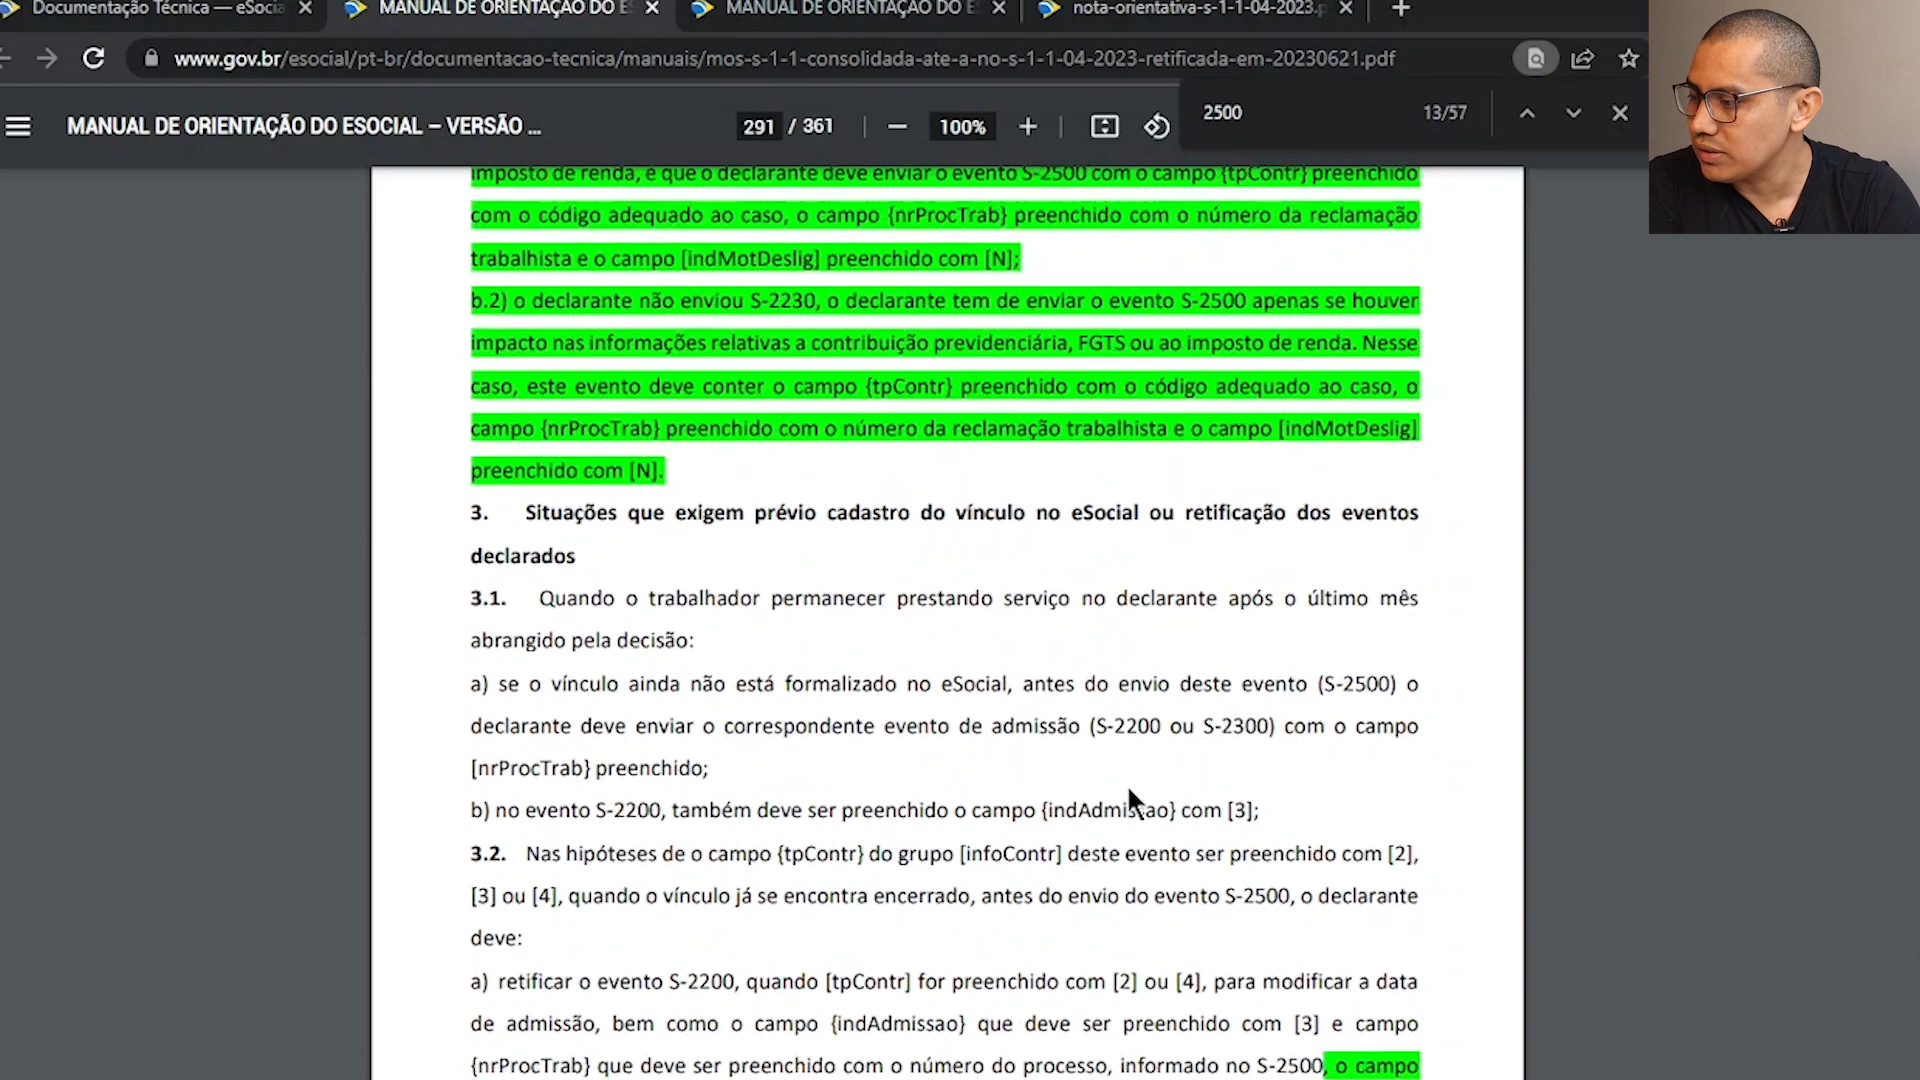 Documentação Técnica — eSocia
MANUAL DE ORIENTAÇÃO DO E
MANUAL DE ORIENTAÇÃO DO E
nota-orientativa-s-1-1-04-2023.p
www.gov.br/esocial/pt-br/documentacao-tecnica/manuais/mos-s-1-1-consolidada-ate-a-no-s-1-1-04-2023-retificada-em-20230621.pdf
MANUAL DE ORIENTAÇÃO DO ESOCIAL – VERSÃO ...
291 / 361
100%
2500
13/57
imposto de renda, é que o declarante deve enviar o evento S-2500 com o campo {tpContr} preenchido
com o código adequado ao caso, o campo {nrProcTrab} preenchido com o número da reclamação
trabalhista e o campo [indMotDeslig] preenchido com [N];
b.2) o declarante não enviou S-2230, o declarante tem de enviar o evento S-2500 apenas se houver
impacto nas informações relativas a contribuição previdenciária, FGTS ou ao imposto de renda. Nesse
caso, este evento deve conter o campo {tpContr} preenchido com o código adequado ao caso, o
campo {nrProcTrab} preenchido com o número da reclamação trabalhista e o campo [indMotDeslig]
preenchido com [N].
3. Situações que exigem prévio cadastro do vínculo no eSocial ou retificação dos eventos
declarados
3.1. Quando o trabalhador permanecer prestando serviço no declarante após o último mês
abrangido pela decisão:
a) se o vínculo ainda não está formalizado no eSocial, antes do envio deste evento (S-2500) o
declarante deve enviar o correspondente evento de admissão (S-2200 ou S-2300) com o campo
[nrProcTrab} preenchido;
b) no evento S-2200, também deve ser preenchido o campo {indAdmissao} com [3];
3.2. Nas hipóteses de o campo {tpContr} do grupo [infoContr] deste evento ser preenchido com [2],
[3] ou [4], quando o vínculo já se encontra encerrado, antes do envio do evento S-2500, o declarante
deve:
a) retificar o evento S-2200, quando [tpContr] for preenchido com [2] ou [4], para modificar a data
de admissão, bem como o campo {indAdmissao} que deve ser preenchido com [3] e campo
{nrProcTrab} que deve ser preenchido com o número do processo, informado no S-2500, o campo